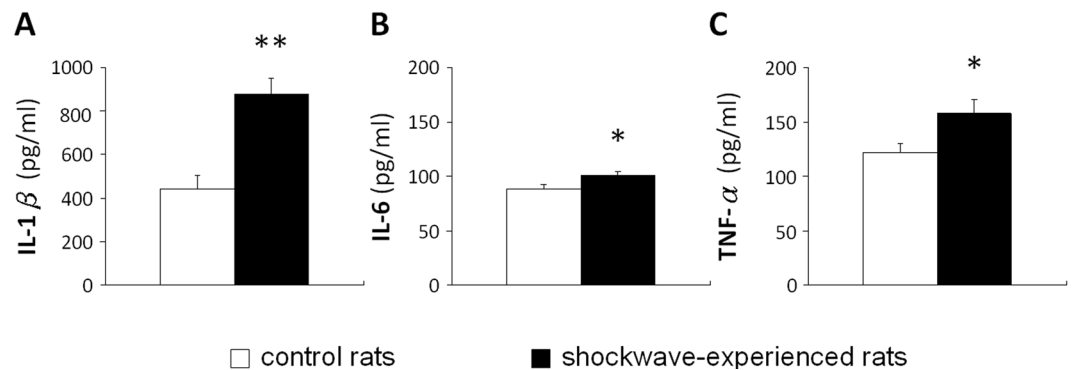 A
B
C
**
*
*
IL-1β (pg/ml)
1000
800
600
400
200
0
IL-6 (pg/ml)
200
150
100
50
0
TNF-α (pg/ml)
200
150
100
50
0
control rats
shockwave-experienced rats